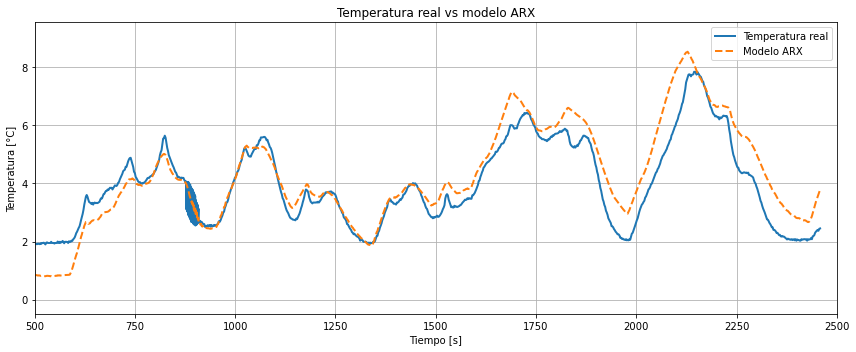 Temperatura real vs modelo ARX
Temperatura real
Modelo ARX
Temperatura [°C]
8
6
4
2
0
500
750
1000
1250
1500
1750
2000
2250
2500
Tiempo [s]